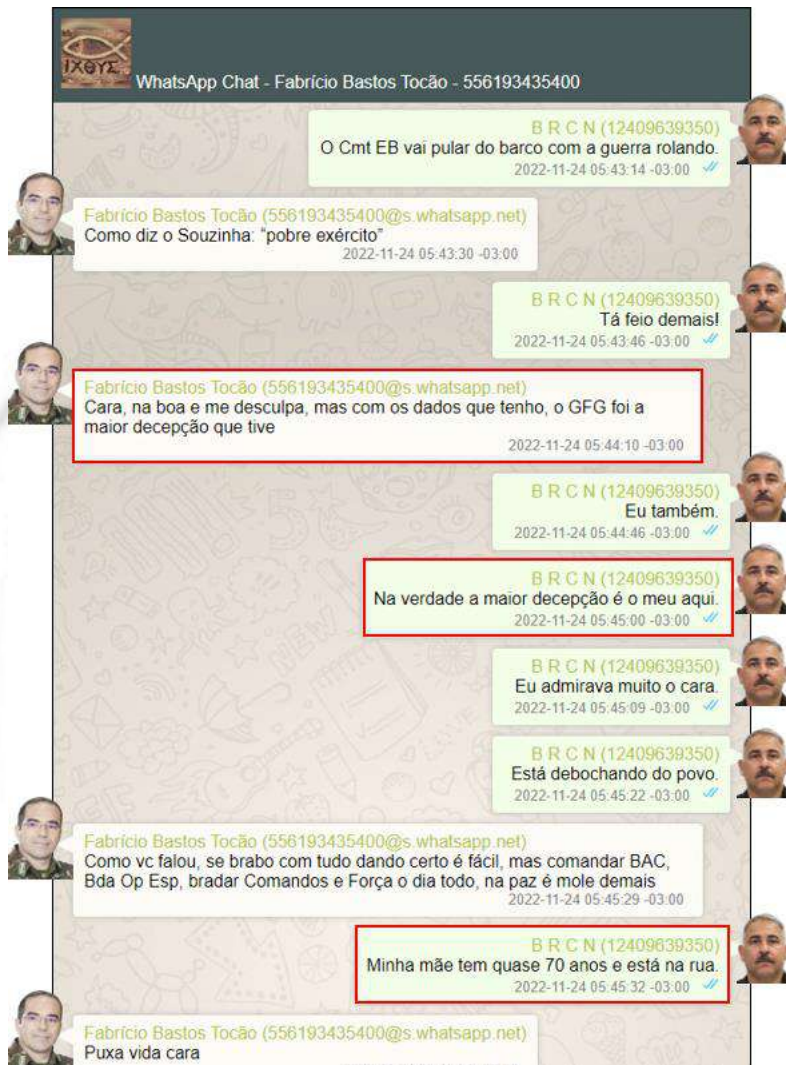 ΙΧΘΥΣ
WhatsApp Chat - Fabrício Bastos Tocão - 556193435400
B R C N (12409639350)
O Cmt EB vai pular do barco com a guerra rolando.
2022-11-24 05:43:14 -03:00
Fabrício Bastos Tocão (556193435400@s.whatsapp.net)
Como diz o Souzinha: “pobre exército”
2022-11-24 05:43:30 -03:00
B R C N (12409639350)
Tá feio demais!
2022-11-24 05:43:46 -03:00
Fabrício Bastos Tocão (556193435400@s.whatsapp.net)
Cara, na boa e me desculpa, mas com os dados que tenho, o GFG foi a
maior decepção que tive
2022-11-24 05:44:10 -03:00
B R C N (12409639350)
Eu também.
2022-11-24 05:44:46 -03:00
B R C N (12409639350)
Na verdade a maior decepção é o meu aqui.
2022-11-24 05:45:00 -03:00
B R C N (12409639350)
Eu admirava muito o cara.
2022-11-24 05:45:09 -03:00
B R C N (12409639350)
Está debochando do povo.
2022-11-24 05:45:22 -03:00
Fabrício Bastos Tocão (556193435400@s.whatsapp.net)
Como vc falou, se brabo com tudo dando certo é fácil, mas comandar BAC,
Bda Op Esp, bradar Comandos e Força o dia todo, na paz é mole demais
2022-11-24 05:45:29 -03:00
B R C N (12409639350)
Minha mãe tem quase 70 anos e está na rua.
2022-11-24 05:45:32 -03:00
Fabrício Bastos Tocão (556193435400@s.whatsapp.net)
Puxa vida cara